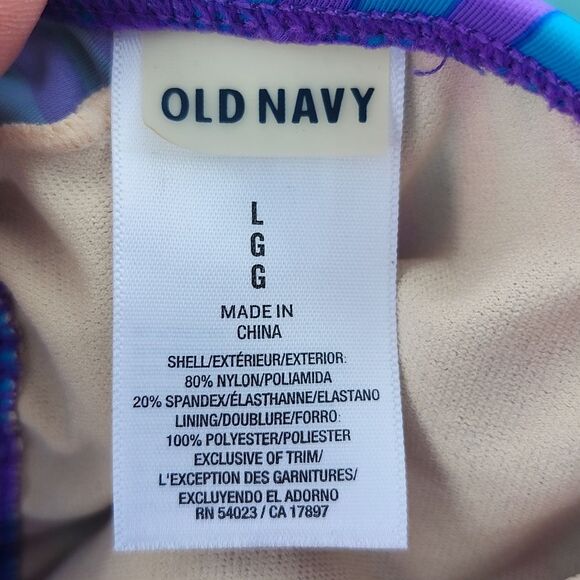 OLD NAVY
L
G
G
MADE IN
CHINA
SHELL/EXTÉRIEUR/EXTERIOR:
80% NYLON/POLIAMIDA
20% SPANDEX/ÉLASTHANNE/ELASTANO
LINING/DOUBLURE/FORRO:
100% POLYESTER/POLIESTER
EXCLUSIVE OF TRIM/
L'EXCEPTION DES GARNITURES/
EXCLUYENDO EL ADORNO
RN 54023 / CA 17897